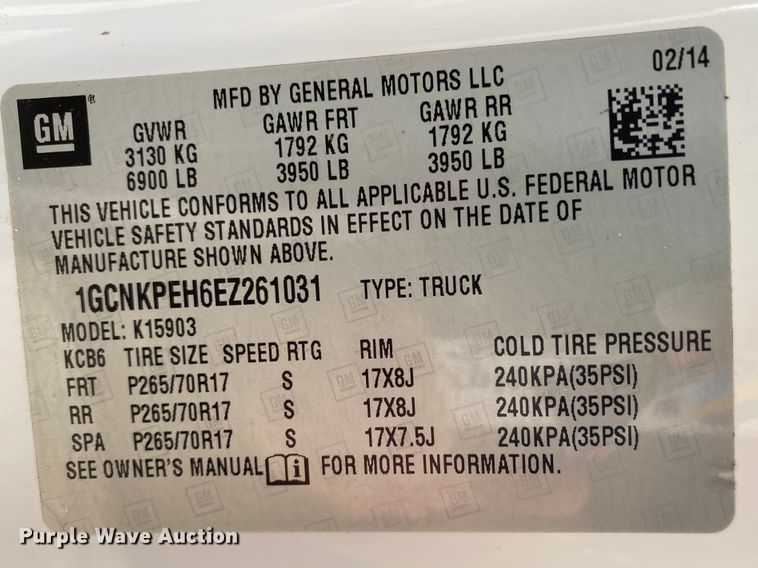 02/14
MFD BY GENERAL MOTORS LLC
GM®
GVWR GAWR FRT GAWR RR
3130 KG 1792 KG 1792 KG
6900 LB 3950 LB 3950 LB
THIS VEHICLE CONFORMS TO ALL APPLICABLE U.S. FEDERAL MOTOR
VEHICLE SAFETY STANDARDS IN EFFECT ON THE DATE OF
MANUFACTURE SHOWN ABOVE.
1GCNKPEH6EZ261031 TYPE: TRUCK
MODEL: K15903
KCB6 TIRE SIZE SPEED RTG RIM COLD TIRE PRESSURE
FRT P265/70R17 S 17X8J 240KPA(35PSI)
RR P265/70R17 S 17X8J 240KPA(35PSI)
SPA P265/70R17 S 17X7.5J 240KPA(35PSI)
SEE OWNER'S MANUAL i FOR MORE INFORMATION.
Purple Wave Auction